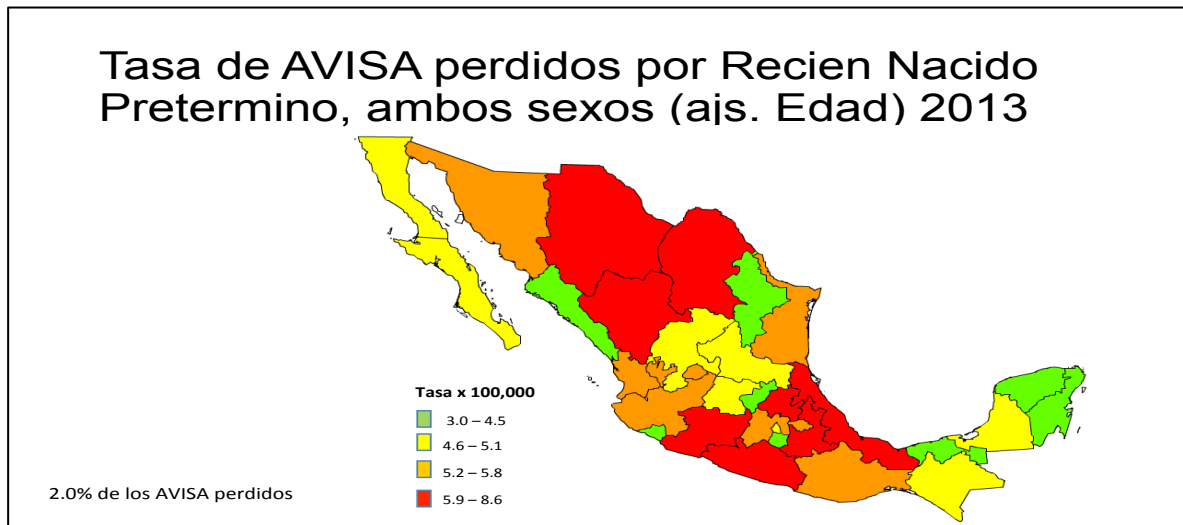 Tasa de AVISA perdidos por Recien Nacido
Pretermino, ambos sexos (ajs. Edad) 2013
Tasa x 100,000
3.0 – 4.5
4.6 – 5.1
5.2 – 5.8
5.9 – 8.6
2.0% de los AVISA perdidos